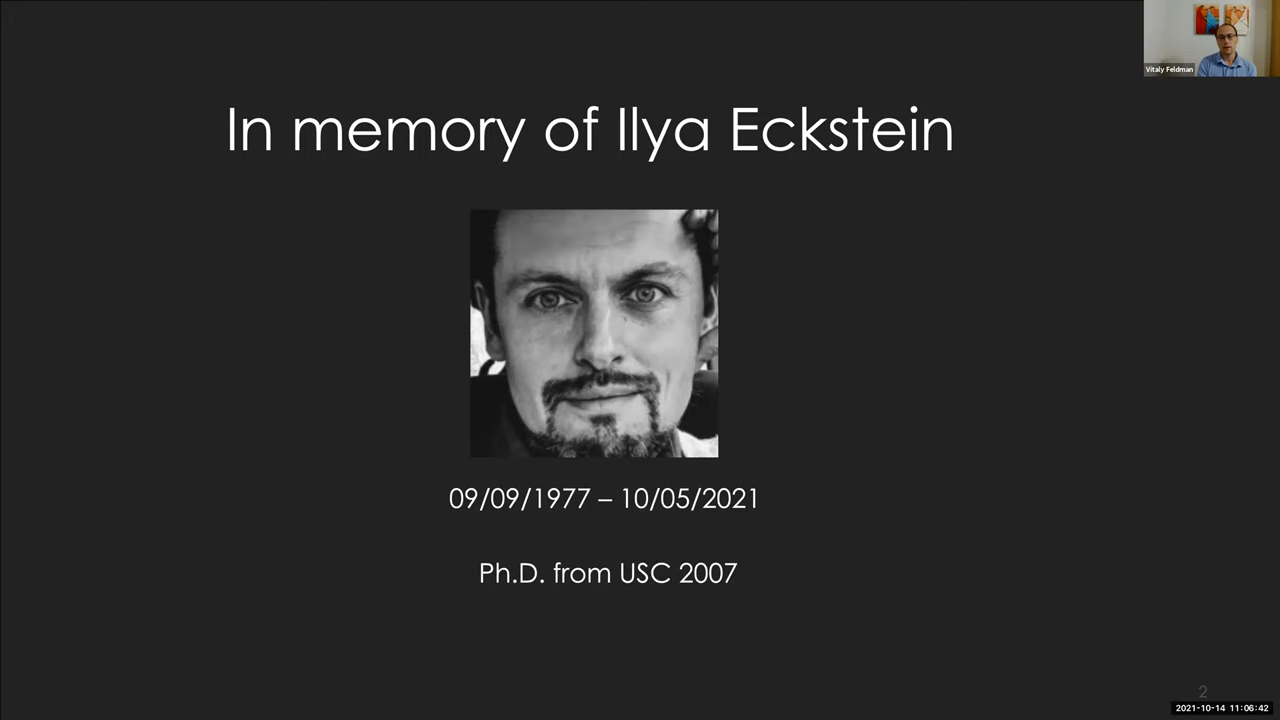 Vitaly Feldman
In memory of Ilya Eckstein
09/09/1977 – 10/05/2021
Ph.D. from USC 2007
2
2021-10-14 11:06:42